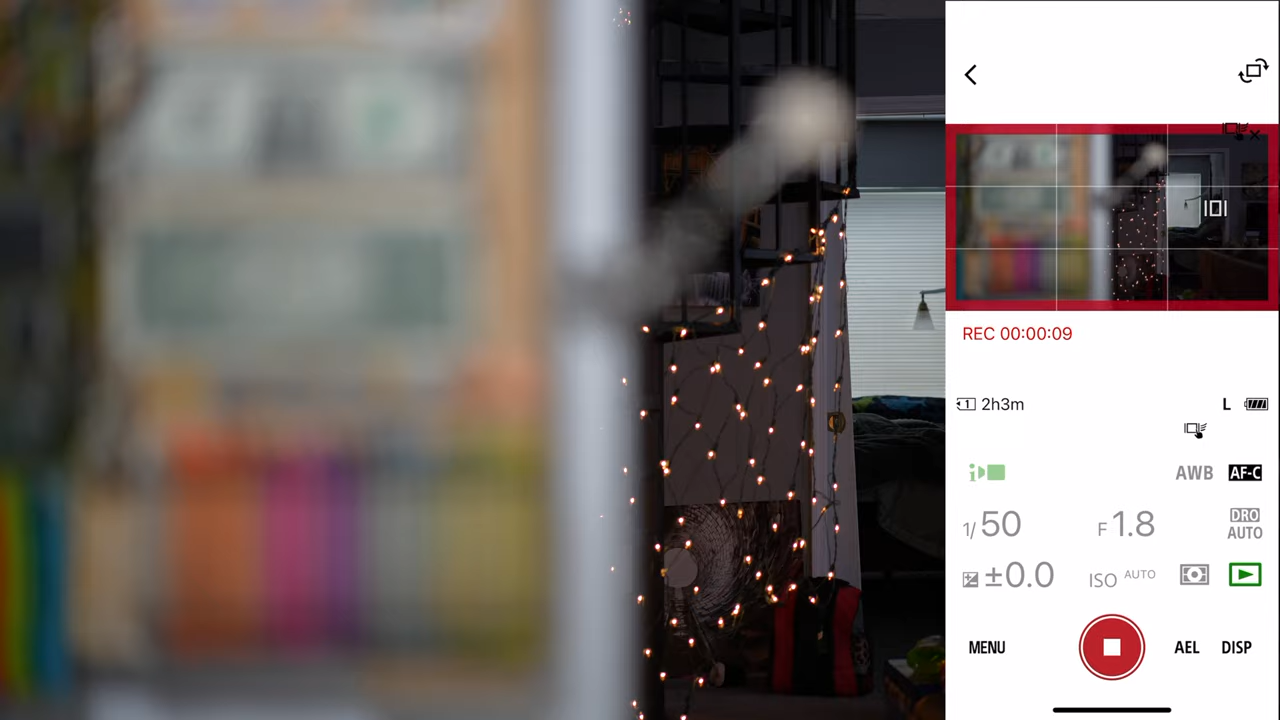 REC 00:00:09
1 2h3m L
i
AWB AF-C
1/50 F1.8 DRO AUTO
±0.0 ISO AUTO
MENU AEL DISP